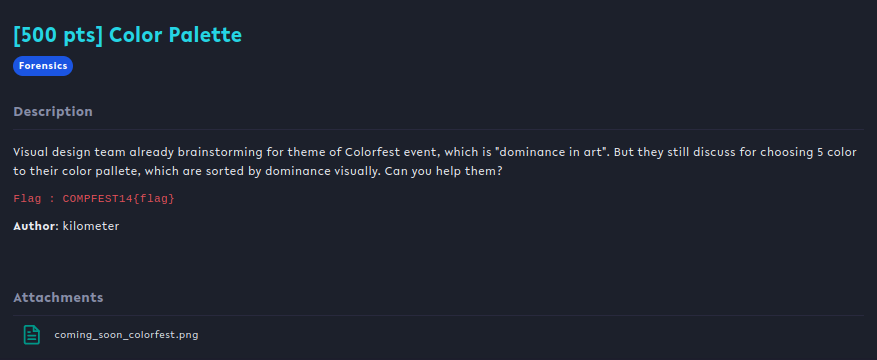 [500 pts] Color Palette
Forensics
Description
Visual design team already brainstorming for theme of Colorfest event, which is "dominance in art". But they still discuss for choosing 5 color
to their color pallete, which are sorted by dominance visually. Can you help them?
Flag : COMPFEST14{flag}
Author: kilometer
Attachments
coming_soon_colorfest.png